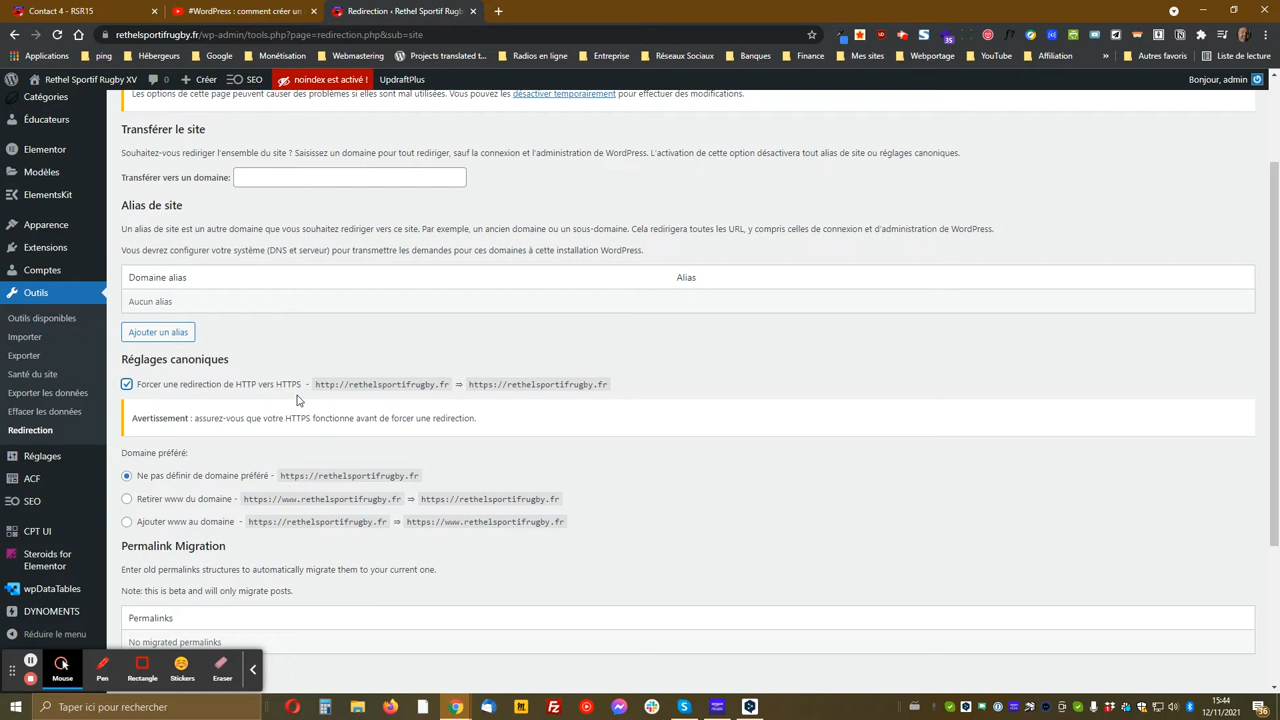 Contact 4 - RSR15
#WordPress : comment créer un
Redirection ‹ Rethel Sportif Rugby
rethelsportifrugby.fr/wp-admin/tools.php?page=redirection.php&sub=site
Applications
ping
Hébergeurs
Monétisation
Webmastering
Projects translated t...
Radios en ligne
Entreprise
Réseaux Sociaux
Banques
Finance
Mes sites
Webportage
YouTube
Affiliation
»
Autres favoris
Liste de lecture
Rethel Sportif Rugby XV
0
Créer
SEO
noindex est activé !
UpdraftPlus
Bonjour, admin
Catégories
Éducateurs
Elementor
Modèles
ElementsKit
Apparence
Extensions
Comptes
Outils
Outils disponibles
Importer
Exporter
Santé du site
Exporter les données
Effacer les données
Redirection
Réglages
ACF
SEO
CPT UI
Steroids for
Elementor
wpDataTables
DYNOMENTS
Réduire le menu
Les options de cette page peuvent causer des problèmes si elles sont mal utilisées. Vous pouvez les désactiver temporairement pour effectuer des modifications.
Transférer le site
Souhaitez-vous rediriger l'ensemble du site ? Saisissez un domaine pour tout rediriger, sauf la connexion et l'administration de WordPress. L'activation de cette option désactivera tout alias de site ou réglages canoniques.
Transférer vers un domaine:
Alias de site
Un alias de site est un autre domaine que vous souhaitez rediriger vers ce site. Par exemple, un ancien domaine ou un sous-domaine. Cela redirigera toutes les URL, y compris celles de connexion et d'administration de WordPress.
Vous devrez configurer votre système (DNS et serveur) pour transmettre les demandes pour ces domaines à cette installation WordPress.
Domaine alias Alias
Aucun alias
Ajouter un alias
Réglages canoniques
Forcer une redirection de HTTP vers HTTPS - http://rethelsportifrugby.fr ⇒ https://rethelsportifrugby.fr
Avertissement : assurez-vous que votre HTTPS fonctionne avant de forcer une redirection.
Domaine préféré:
Ne pas définir de domaine préféré - https://rethelsportifrugby.fr
Retirer www du domaine - https://www.rethelsportifrugby.fr ⇒ https://rethelsportifrugby.fr
Ajouter www au domaine - https://rethelsportifrugby.fr ⇒ https://www.rethelsportifrugby.fr
Permalink Migration
Enter old permalinks structures to automatically migrate them to your current one.
Note: this is beta and will only migrate posts.
Permalinks
No migrated permalinks
Mouse
Pen
Rectangle
Stickers
Eraser
Taper ici pour rechercher
15:44
12/11/2021